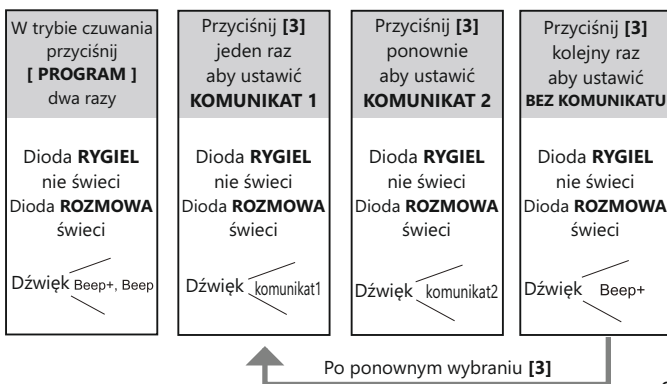 W trybie czuwania
przyciśnij
[ PROGRAM ]
dwa razy
Dioda RYGIEL
nie świeci
Dioda ROZMOWA
świeci
Dźwięk Beep+, Beep
Przyciśnij [3]
jeden raz
aby ustawić
KOMUNIKAT 1
Dioda RYGIEL
nie świeci
Dioda ROZMOWA
świeci
Dźwięk komunikat1
Przyciśnij [3]
ponownie
aby ustawić
KOMUNIKAT 2
Dioda RYGIEL
nie świeci
Dioda ROZMOWA
świeci
Dźwięk komunikat2
Przyciśnij [3]
kolejny raz
aby ustawić
BEZ KOMUNIKATU
Dioda RYGIEL
nie świeci
Dioda ROZMOWA
świeci
Dźwięk Beep+
Po ponownym wybraniu [3]